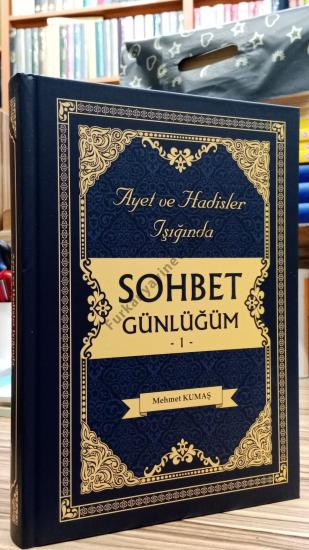 Ayet ve Hadisler
Işığında
SOHBET
GÜNLÜĞÜM
- 1 -
Mehmet KUMAŞ